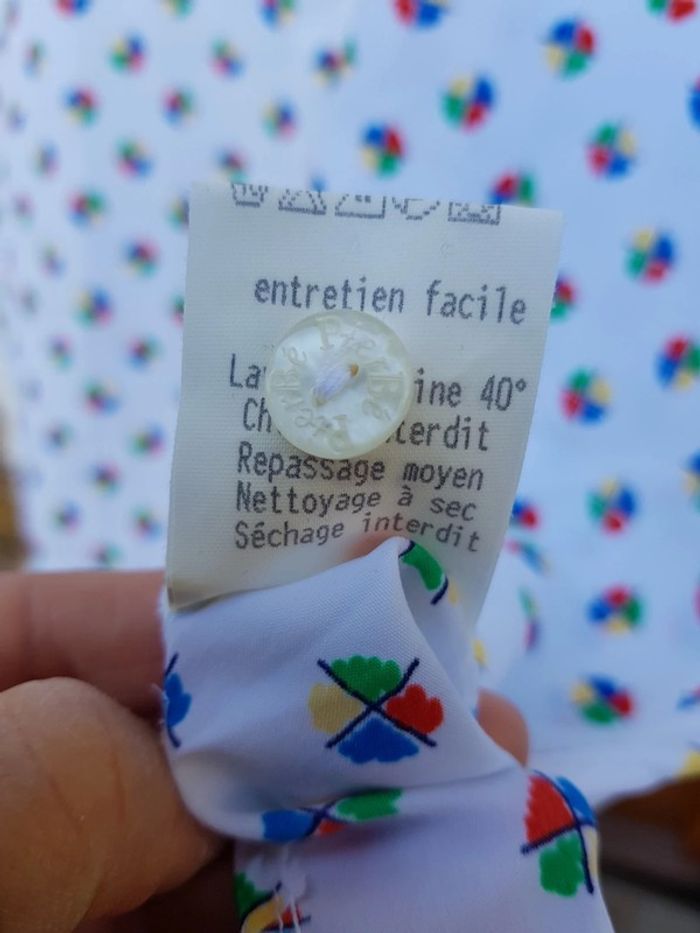 entretien facile
La ine 40°
Ch terdit
Repassage moyen
Nettoyage à sec
Séchage interdit